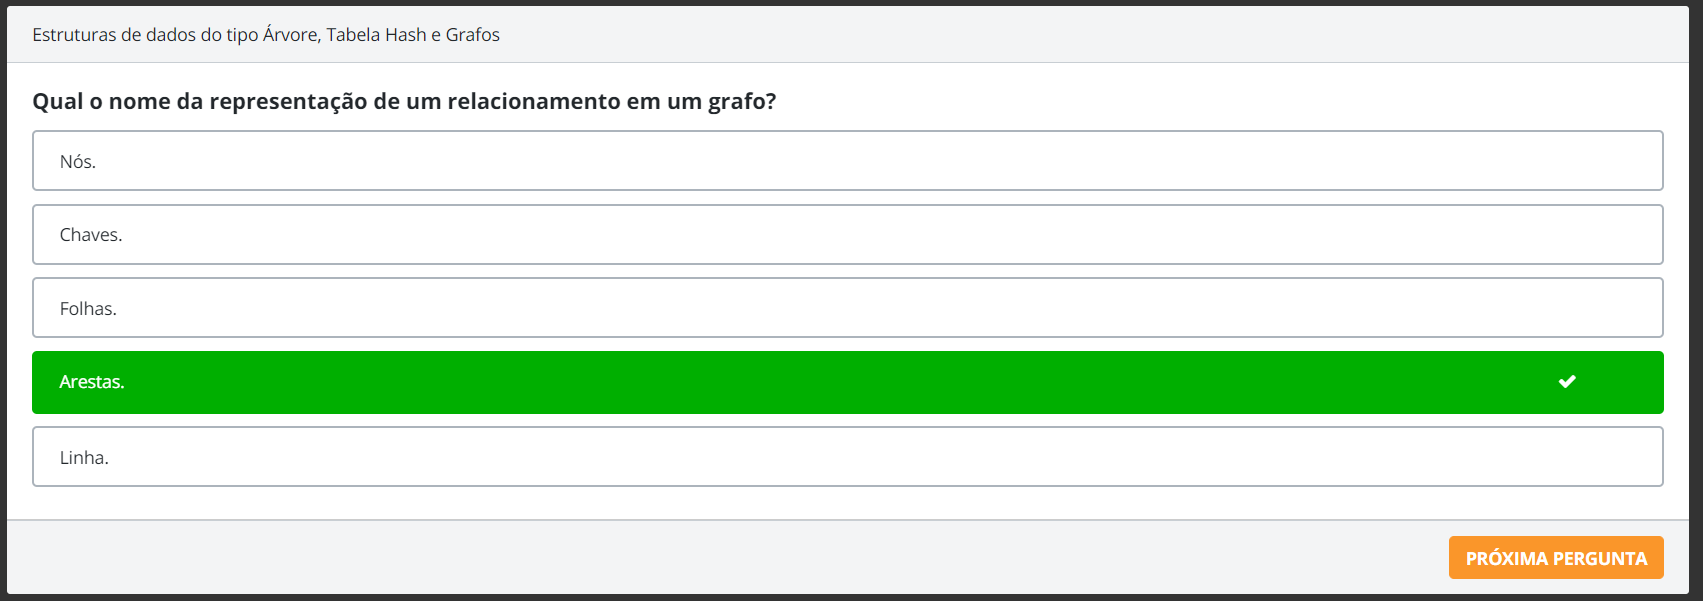 Estruturas de dados do tipo Árvore, Tabela Hash e Grafos
Qual o nome da representação de um relacionamento em um grafo?
Nós.
Chaves.
Folhas.
Arestas.
Linha.
PRÓXIMA PERGUNTA